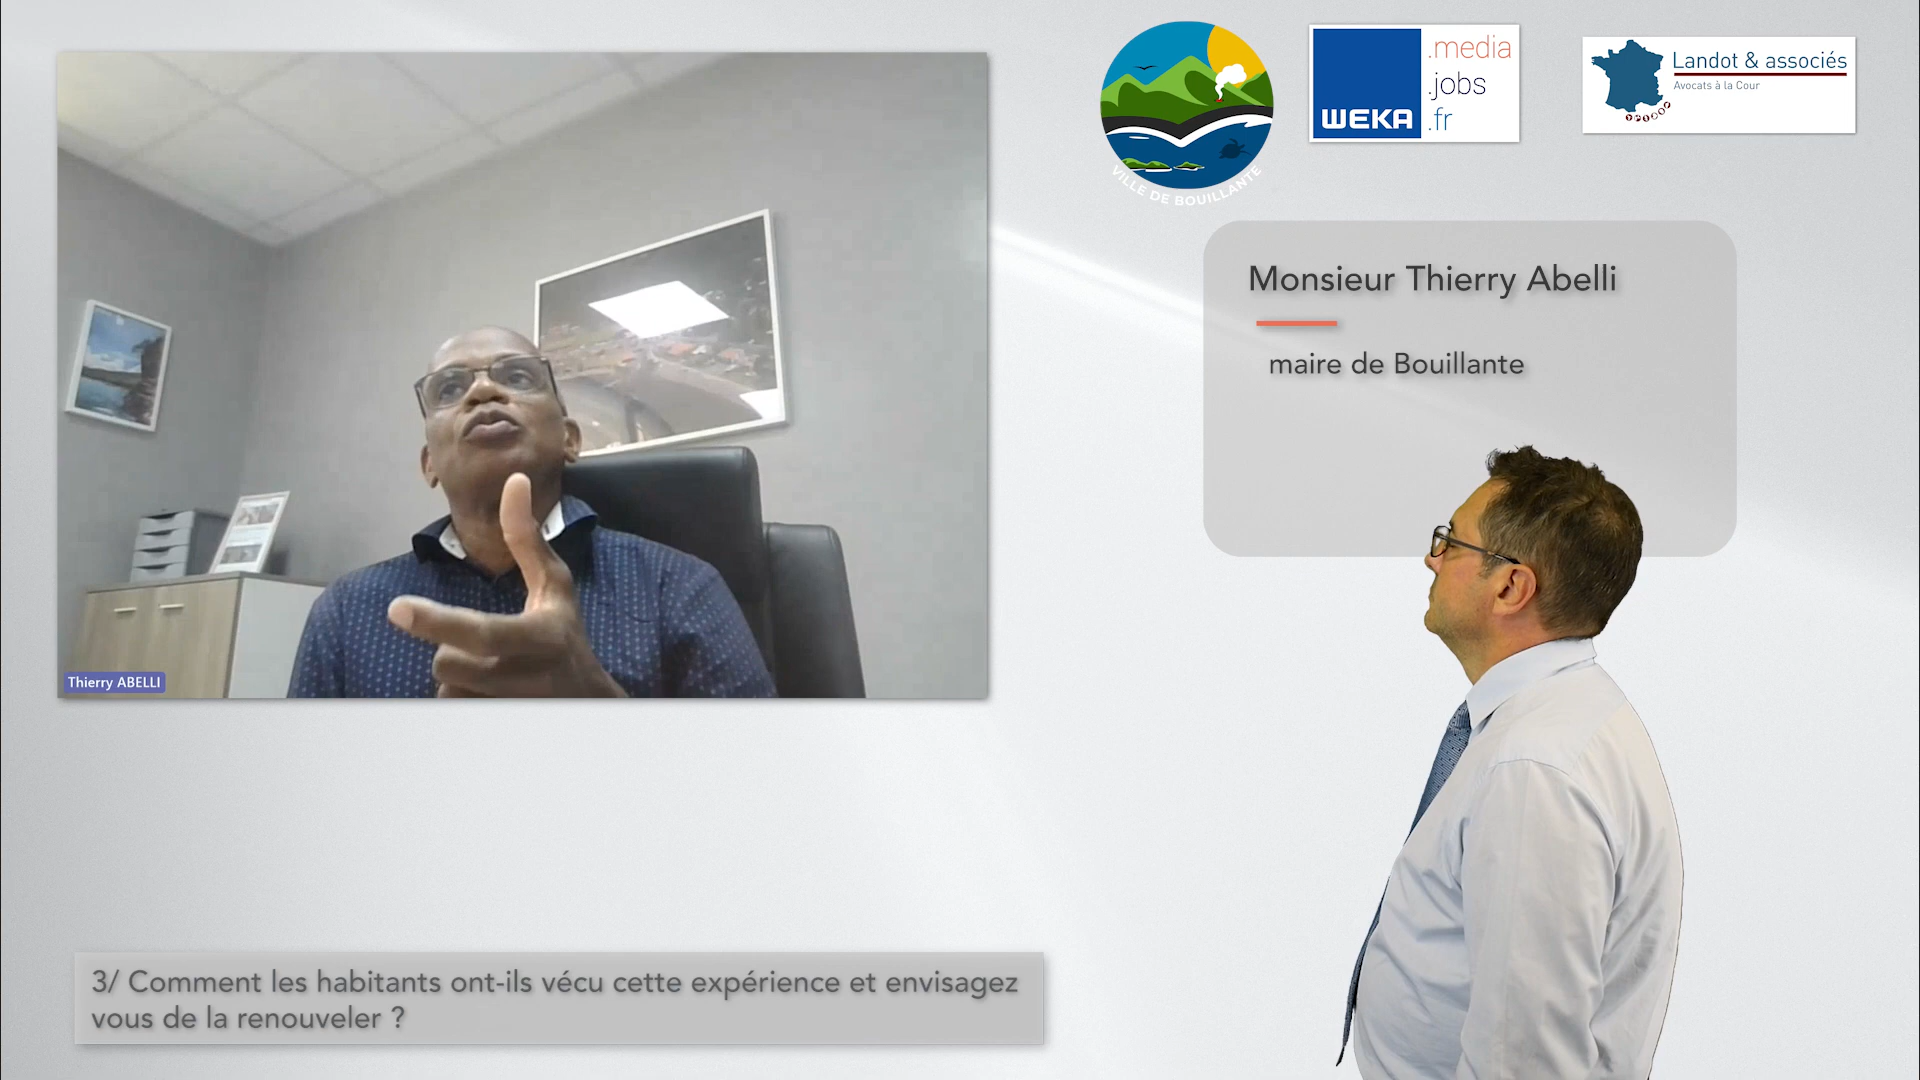 VILLE DE BOUILLANTE
WEKA
.media
.jobs
.fr
Landot & associés
Avocats à la Cour
Monsieur Thierry Abelli
maire de Bouillante
Thierry ABELLI
3/ Comment les habitants ont-ils vécu cette expérience et envisagez
vous de la renouveler ?